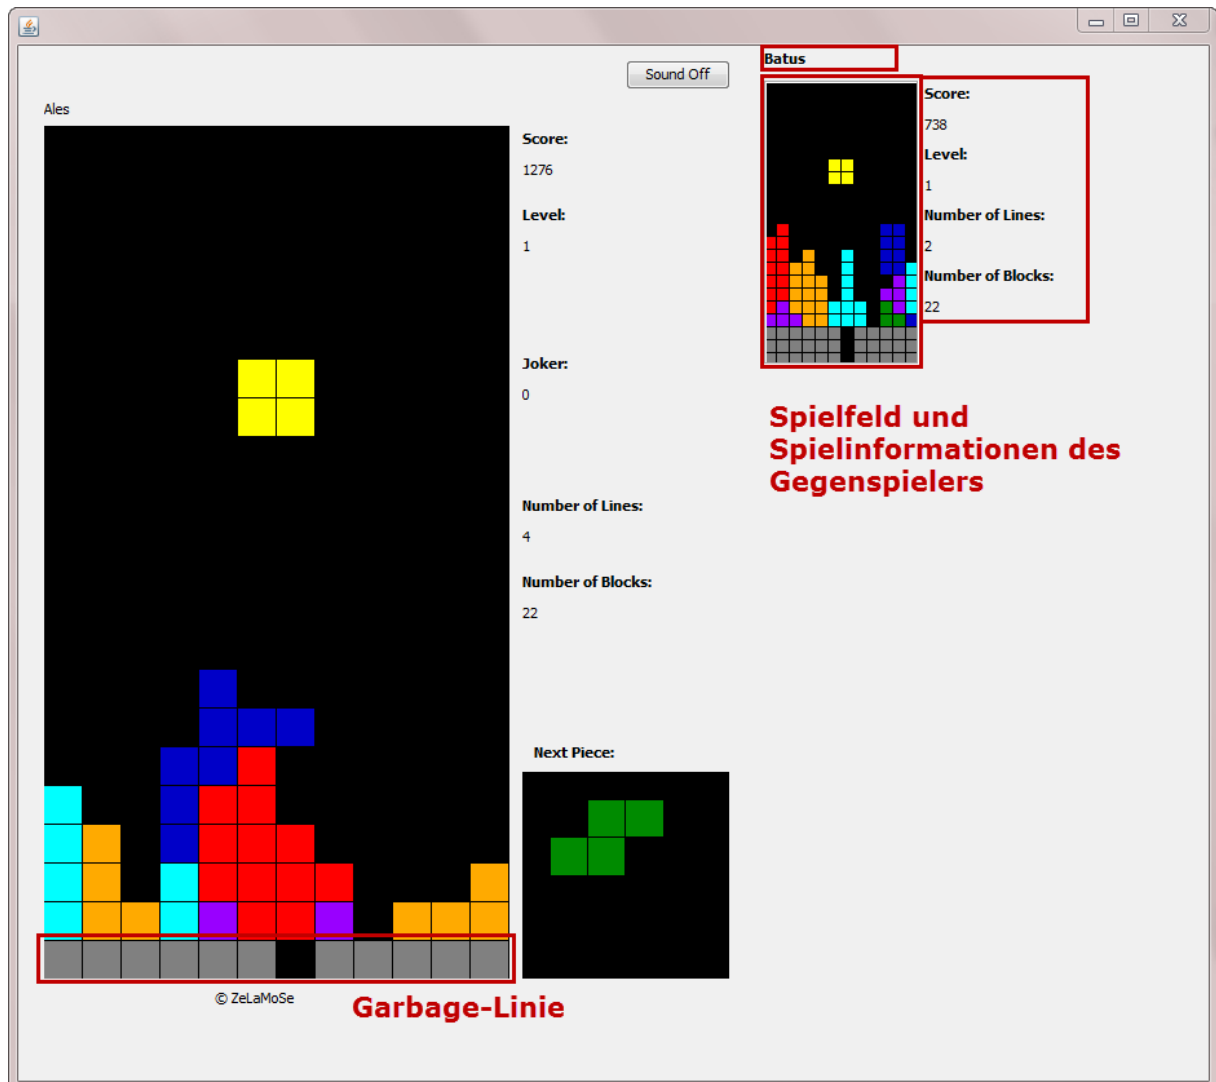 Sound Off
Ales
Score:
1276
Level:
1
Joker:
0
Number of Lines:
4
Number of Blocks:
22
Next Piece:
© ZeLaMoSe
Garbage-Linie
Batus
Score:
738
Level:
1
Number of Lines:
2
Number of Blocks:
22
Spielfeld und
Spielinformationen des
Gegenspielers